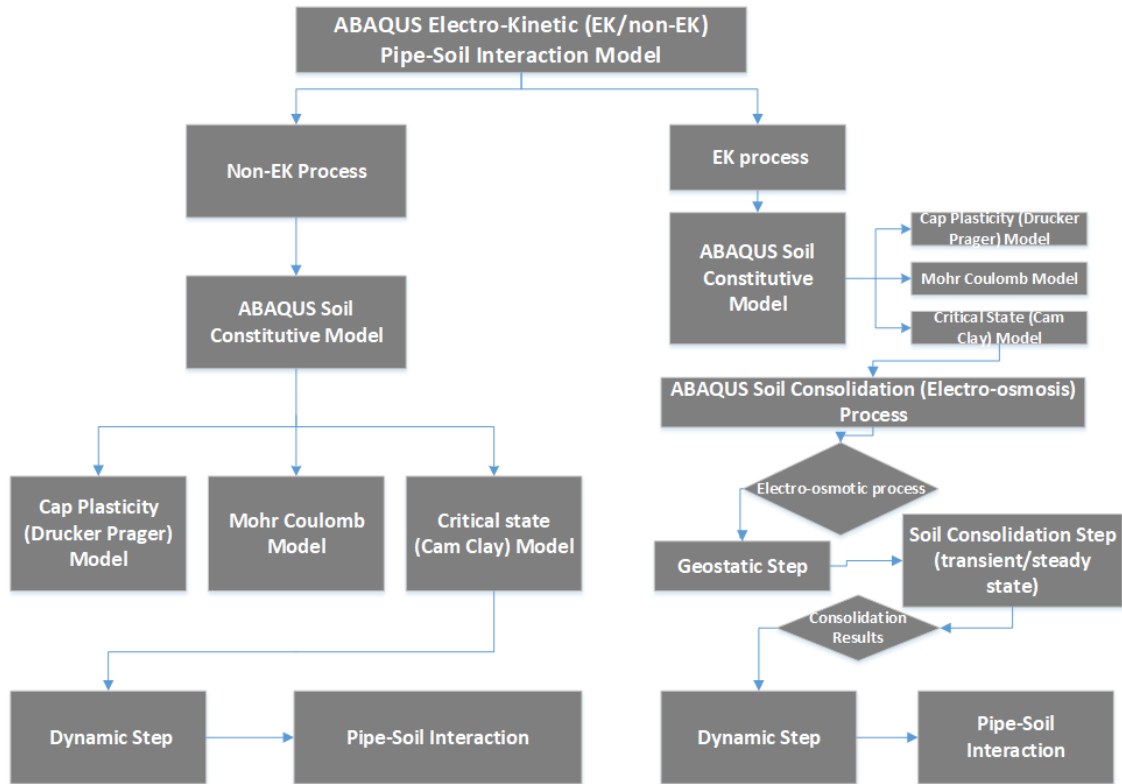 ABAQUS Electro-Kinetic (EK/non-EK)
Pipe-Soil Interaction Model
Non-EK Process
EK process
ABAQUS Soil
Constitutive Model
ABAQUS Soil
Constitutive
Model
Cap Plasticity (Drucker
Prager) Model
Mohr Coulomb Model
Critical State (Cam
Clay) Model
Cap Plasticity
(Drucker Prager)
Model
Mohr Coulomb
Model
Critical state
(Cam Clay) Model
ABAQUS Soil Consolidation (Electro-osmosis)
Process
Electro-osmotic process
Geostatic Step
Soil Consolidation Step
(transient/steady
state)
Consolidation
Results
Dynamic Step
Pipe-Soil Interaction
Dynamic Step
Pipe-Soil
Interaction